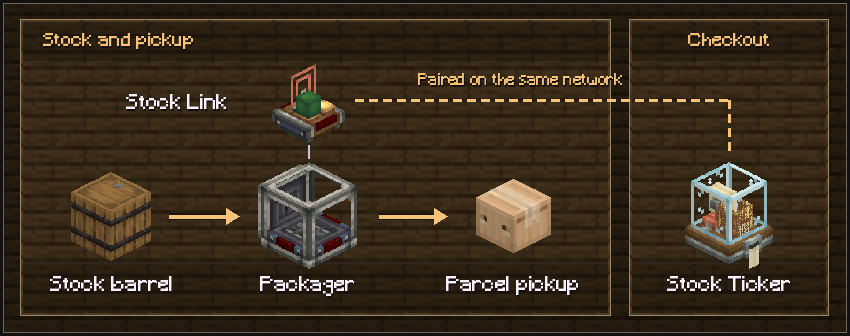 Stock and pickup
Checkout
Paired on the same network
Stock Link
Stock barrel
Packager
Parcel pickup
Stock Ticker